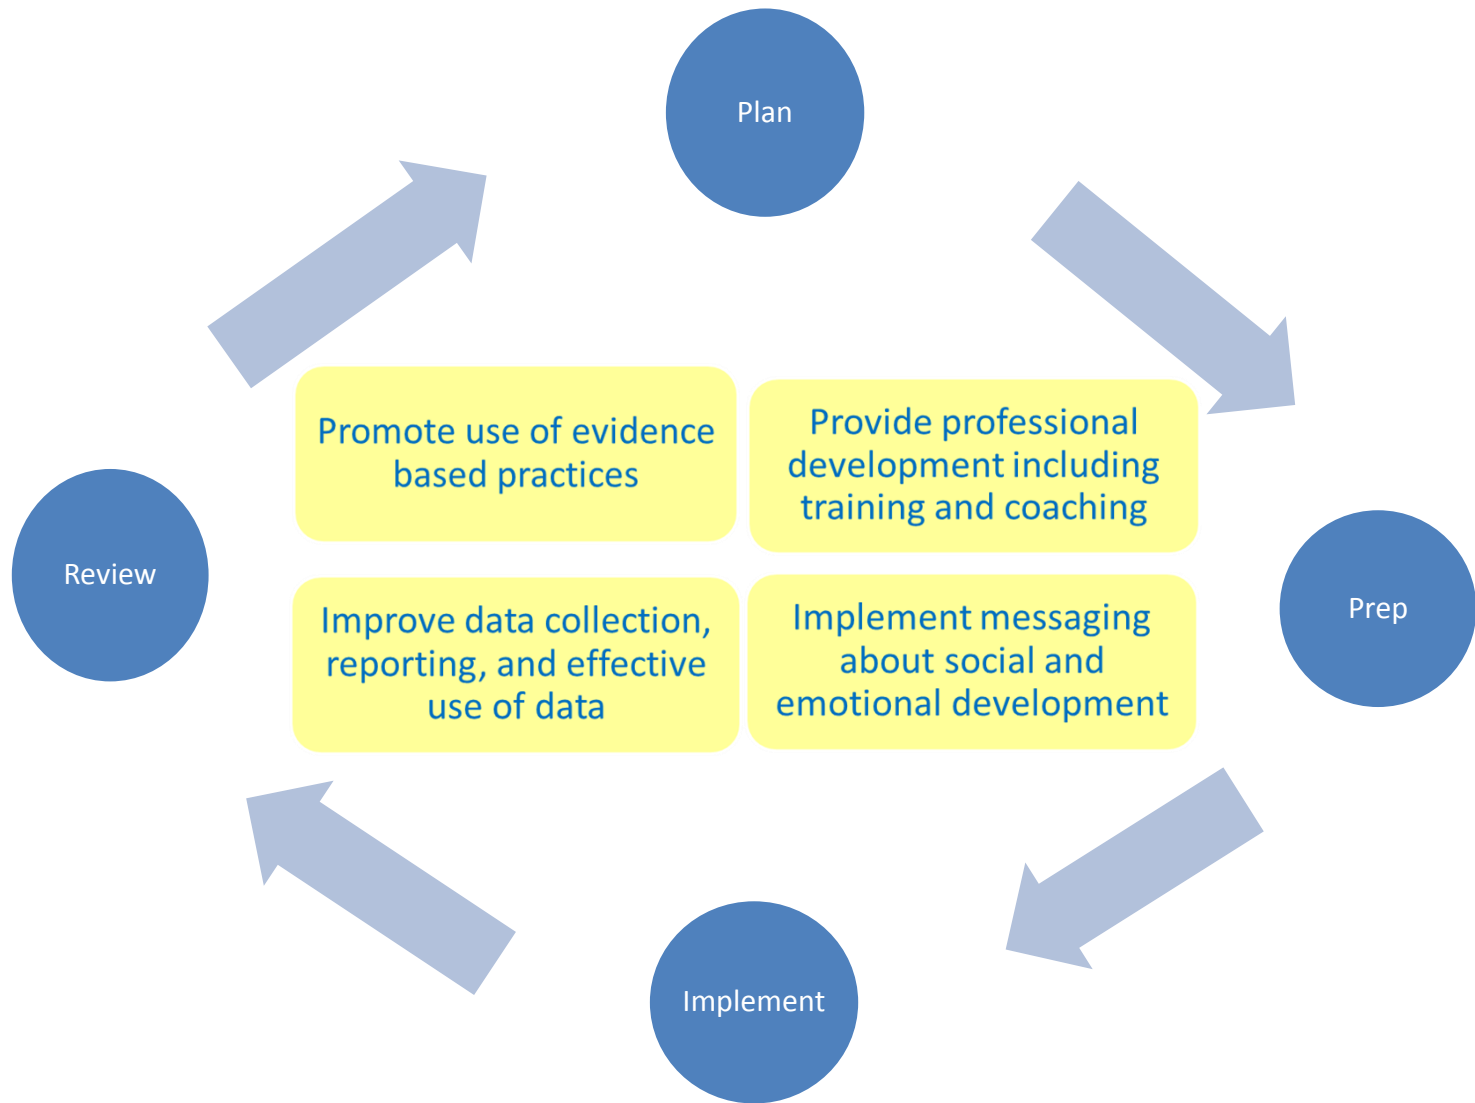 Plan
Promote use of evidence
based practices
Provide professional
development including
training and coaching
Review
Prep
Improve data collection,
reporting, and effective
use of data
Implement messaging
about social and
emotional development
Implement